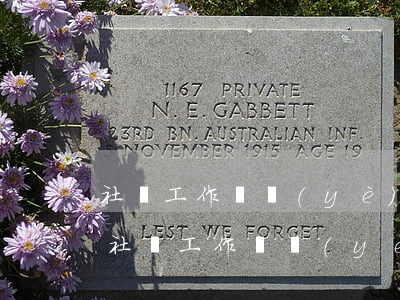 1167 PRIVATE
N. E. GABBETT
23RD BN. AUSTRALIAN INF.
NOVEMBER 1915 AGE 19
社 工作 (yè)
LEST WE FORGET
社 工作 (yè